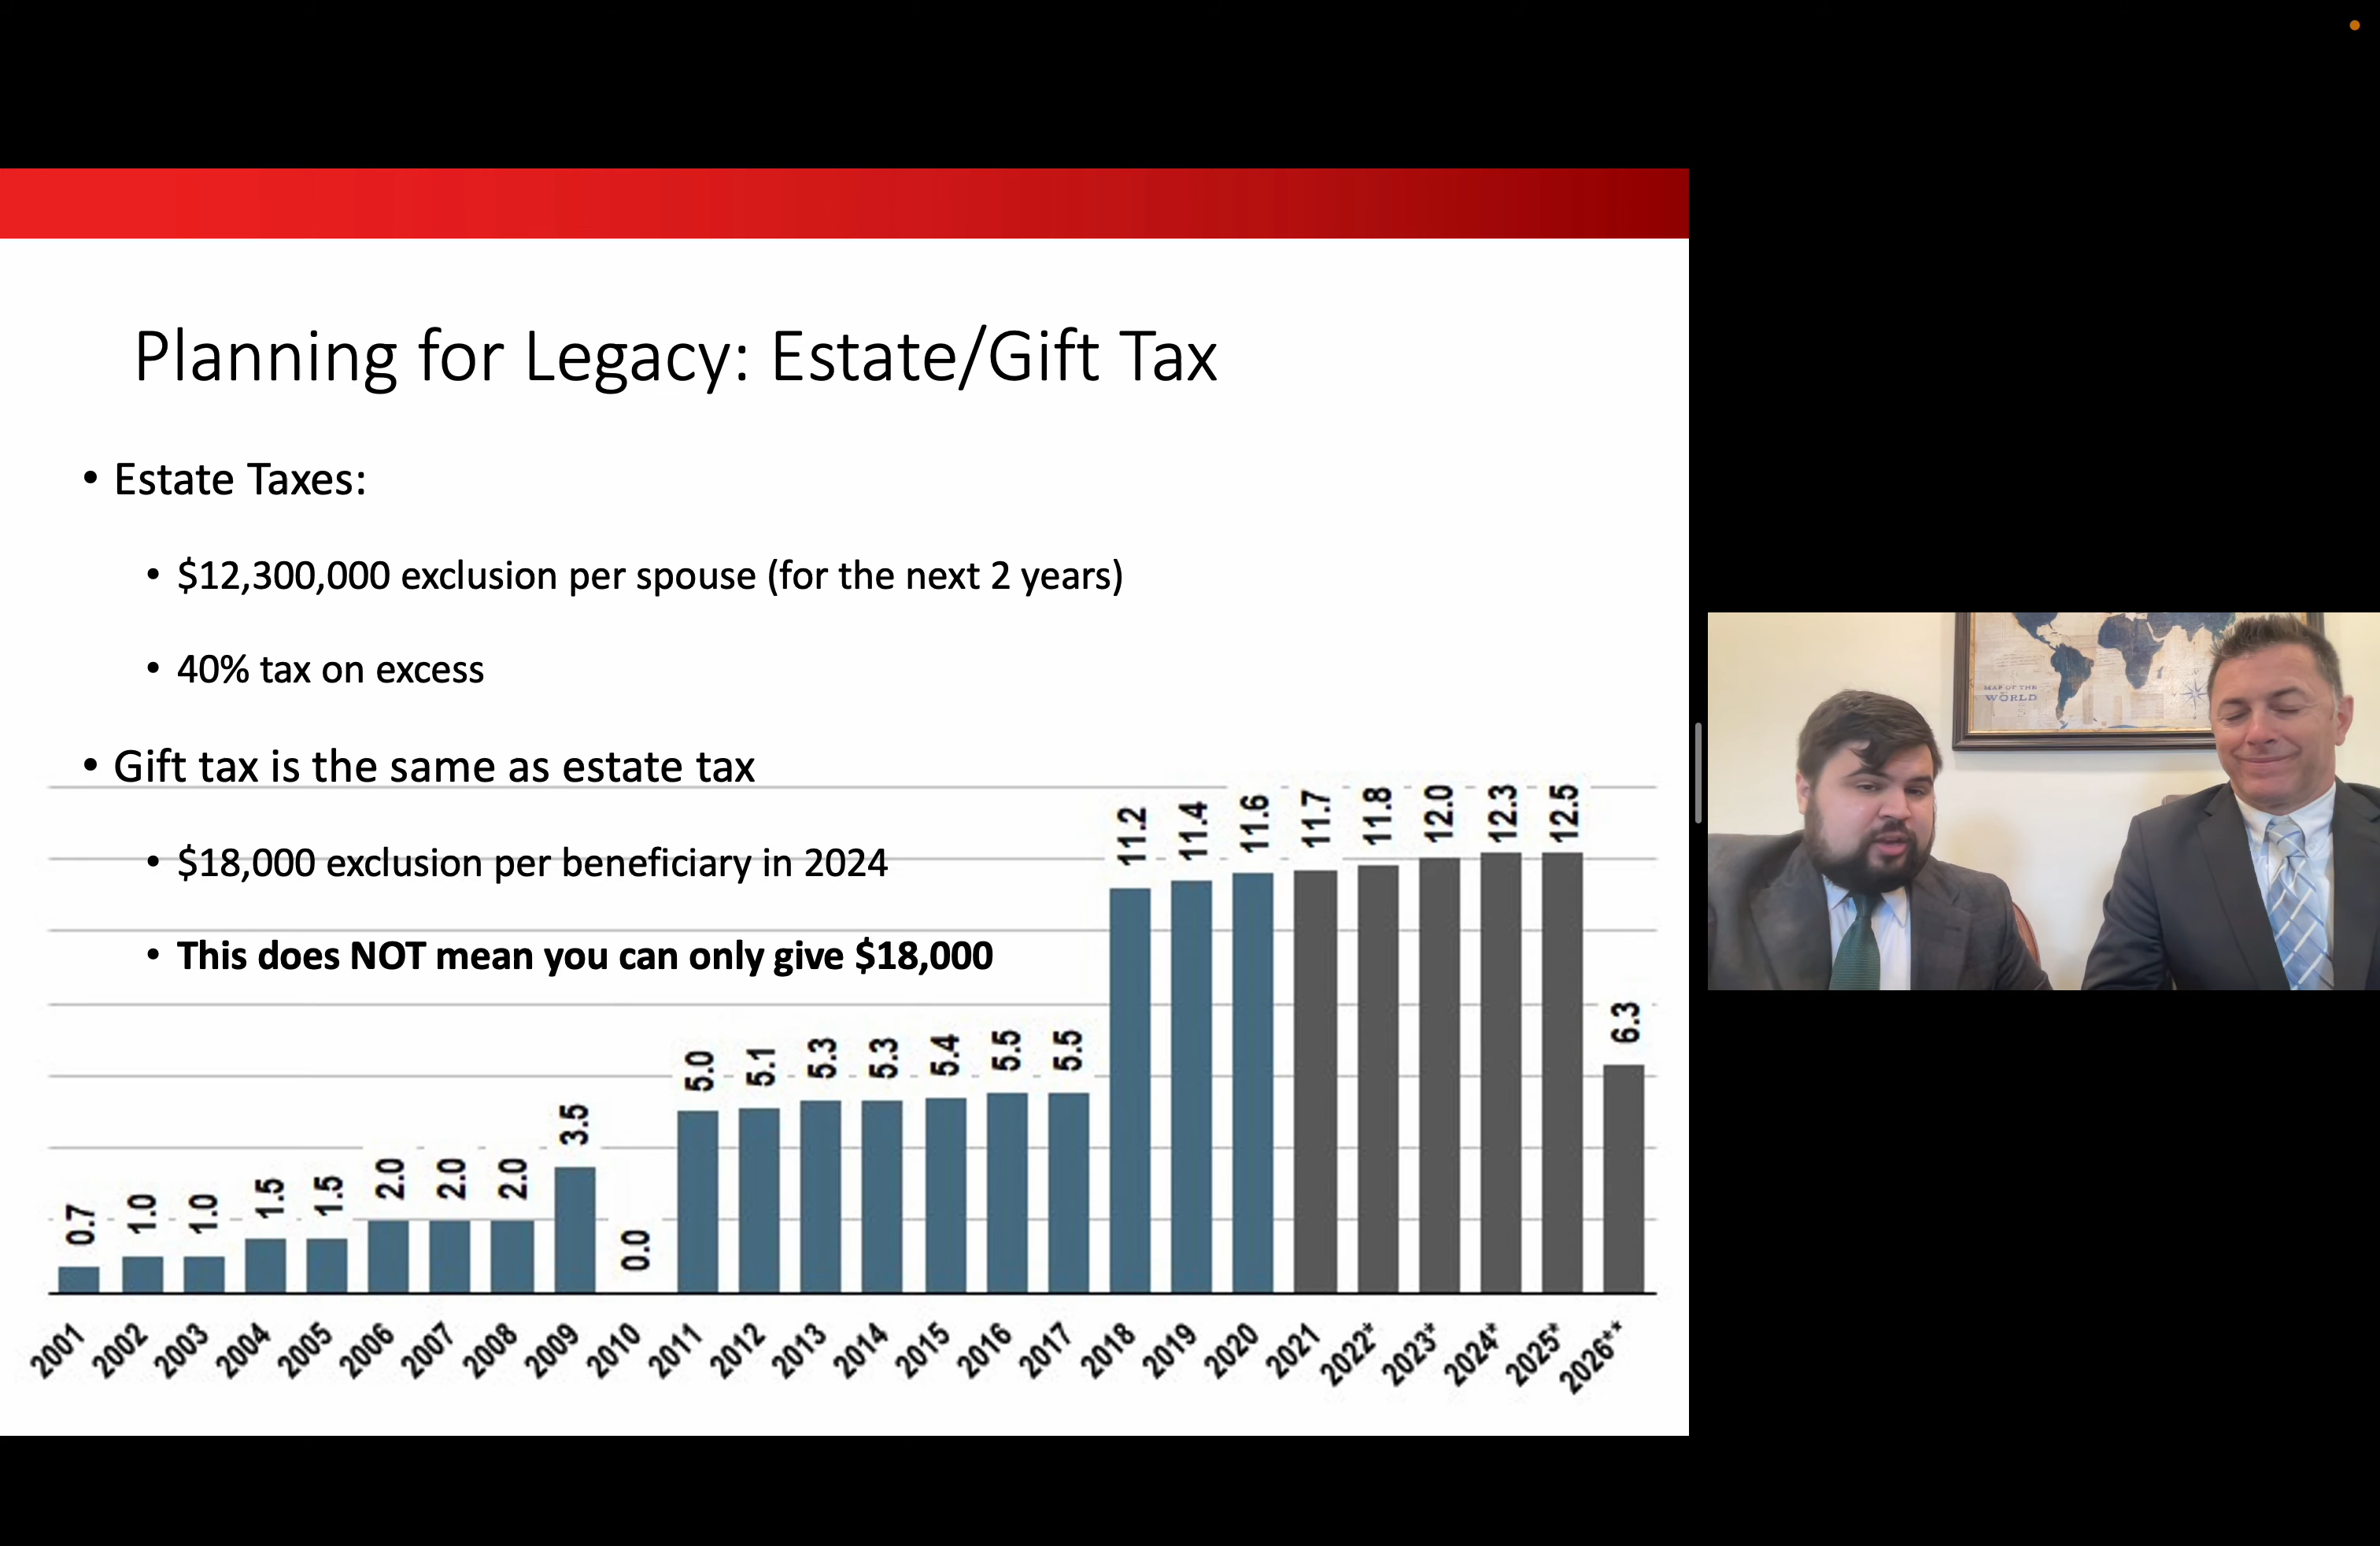 Planning for Legacy: Estate/Gift Tax
• Estate Taxes:
• $12,300,000 exclusion per spouse (for the next 2 years)
• 40% tax on excess
• Gift tax is the same as estate tax
• $18,000 exclusion per beneficiary in 2024
• This does NOT mean you can only give $18,000
0.7 1.0 1.0 1.5 1.5 2.0 2.0 2.0 3.5 0.0 5.0 5.1 5.3 5.3 5.4 5.5 5.5 11.2 11.4 11.6 11.7 11.8 12.0 12.3 12.5 6.3
2001 2002 2003 2004 2005 2006 2007 2008 2009 2010 2011 2012 2013 2014 2015 2016 2017 2018 2019 2020 2021 2022* 2023* 2024* 2025* 2026**
MAP OF THE
WORLD